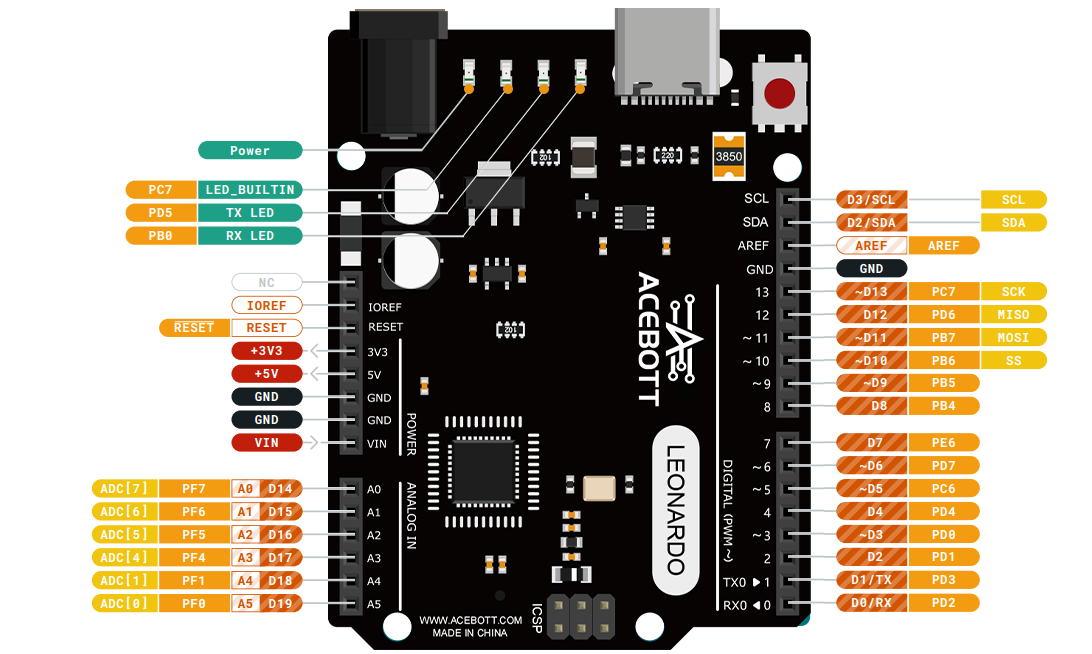 Power
PC7 LED_BUILTIN
PD5 TX LED
PB0 RX LED
NC
IOREF
RESET RESET
+3V3
+5V
GND
GND
VIN
ADC[7] PF7 A0 D14
ADC[6] PF6 A1 D15
ADC[5] PF5 A2 D16
ADC[4] PF4 A3 D17
ADC[1] PF1 A4 D18
ADC[0] PF0 A5 D19
IOREF
RESET
3V3
5V
GND
GND
VIN
POWER
A0
A1
A2
A3
A4
A5
ANALOG IN
102
220
3850
102
ACEBOTT
LEONARDO
WWW.ACEBOTT.COM
MADE IN CHINA
ICSP
SCL
SDA
AREF
GND
13
12
~11
~10
~9
8
7
~6
~5
4
~3
2
TX0 ▶ 1
RX0 ◀ 0
DIGITAL (PWM~)
D3/SCL SCL
D2/SDA SDA
AREF AREF
GND
~D13 PC7 SCK
D12 PD6 MISO
~D11 PB7 MOSI
~D10 PB6 SS
~D9 PB5
D8 PB4
D7 PE6
~D6 PD7
~D5 PC6
D4 PD4
~D3 PD0
D2 PD1
D1/TX PD3
D0/RX PD2